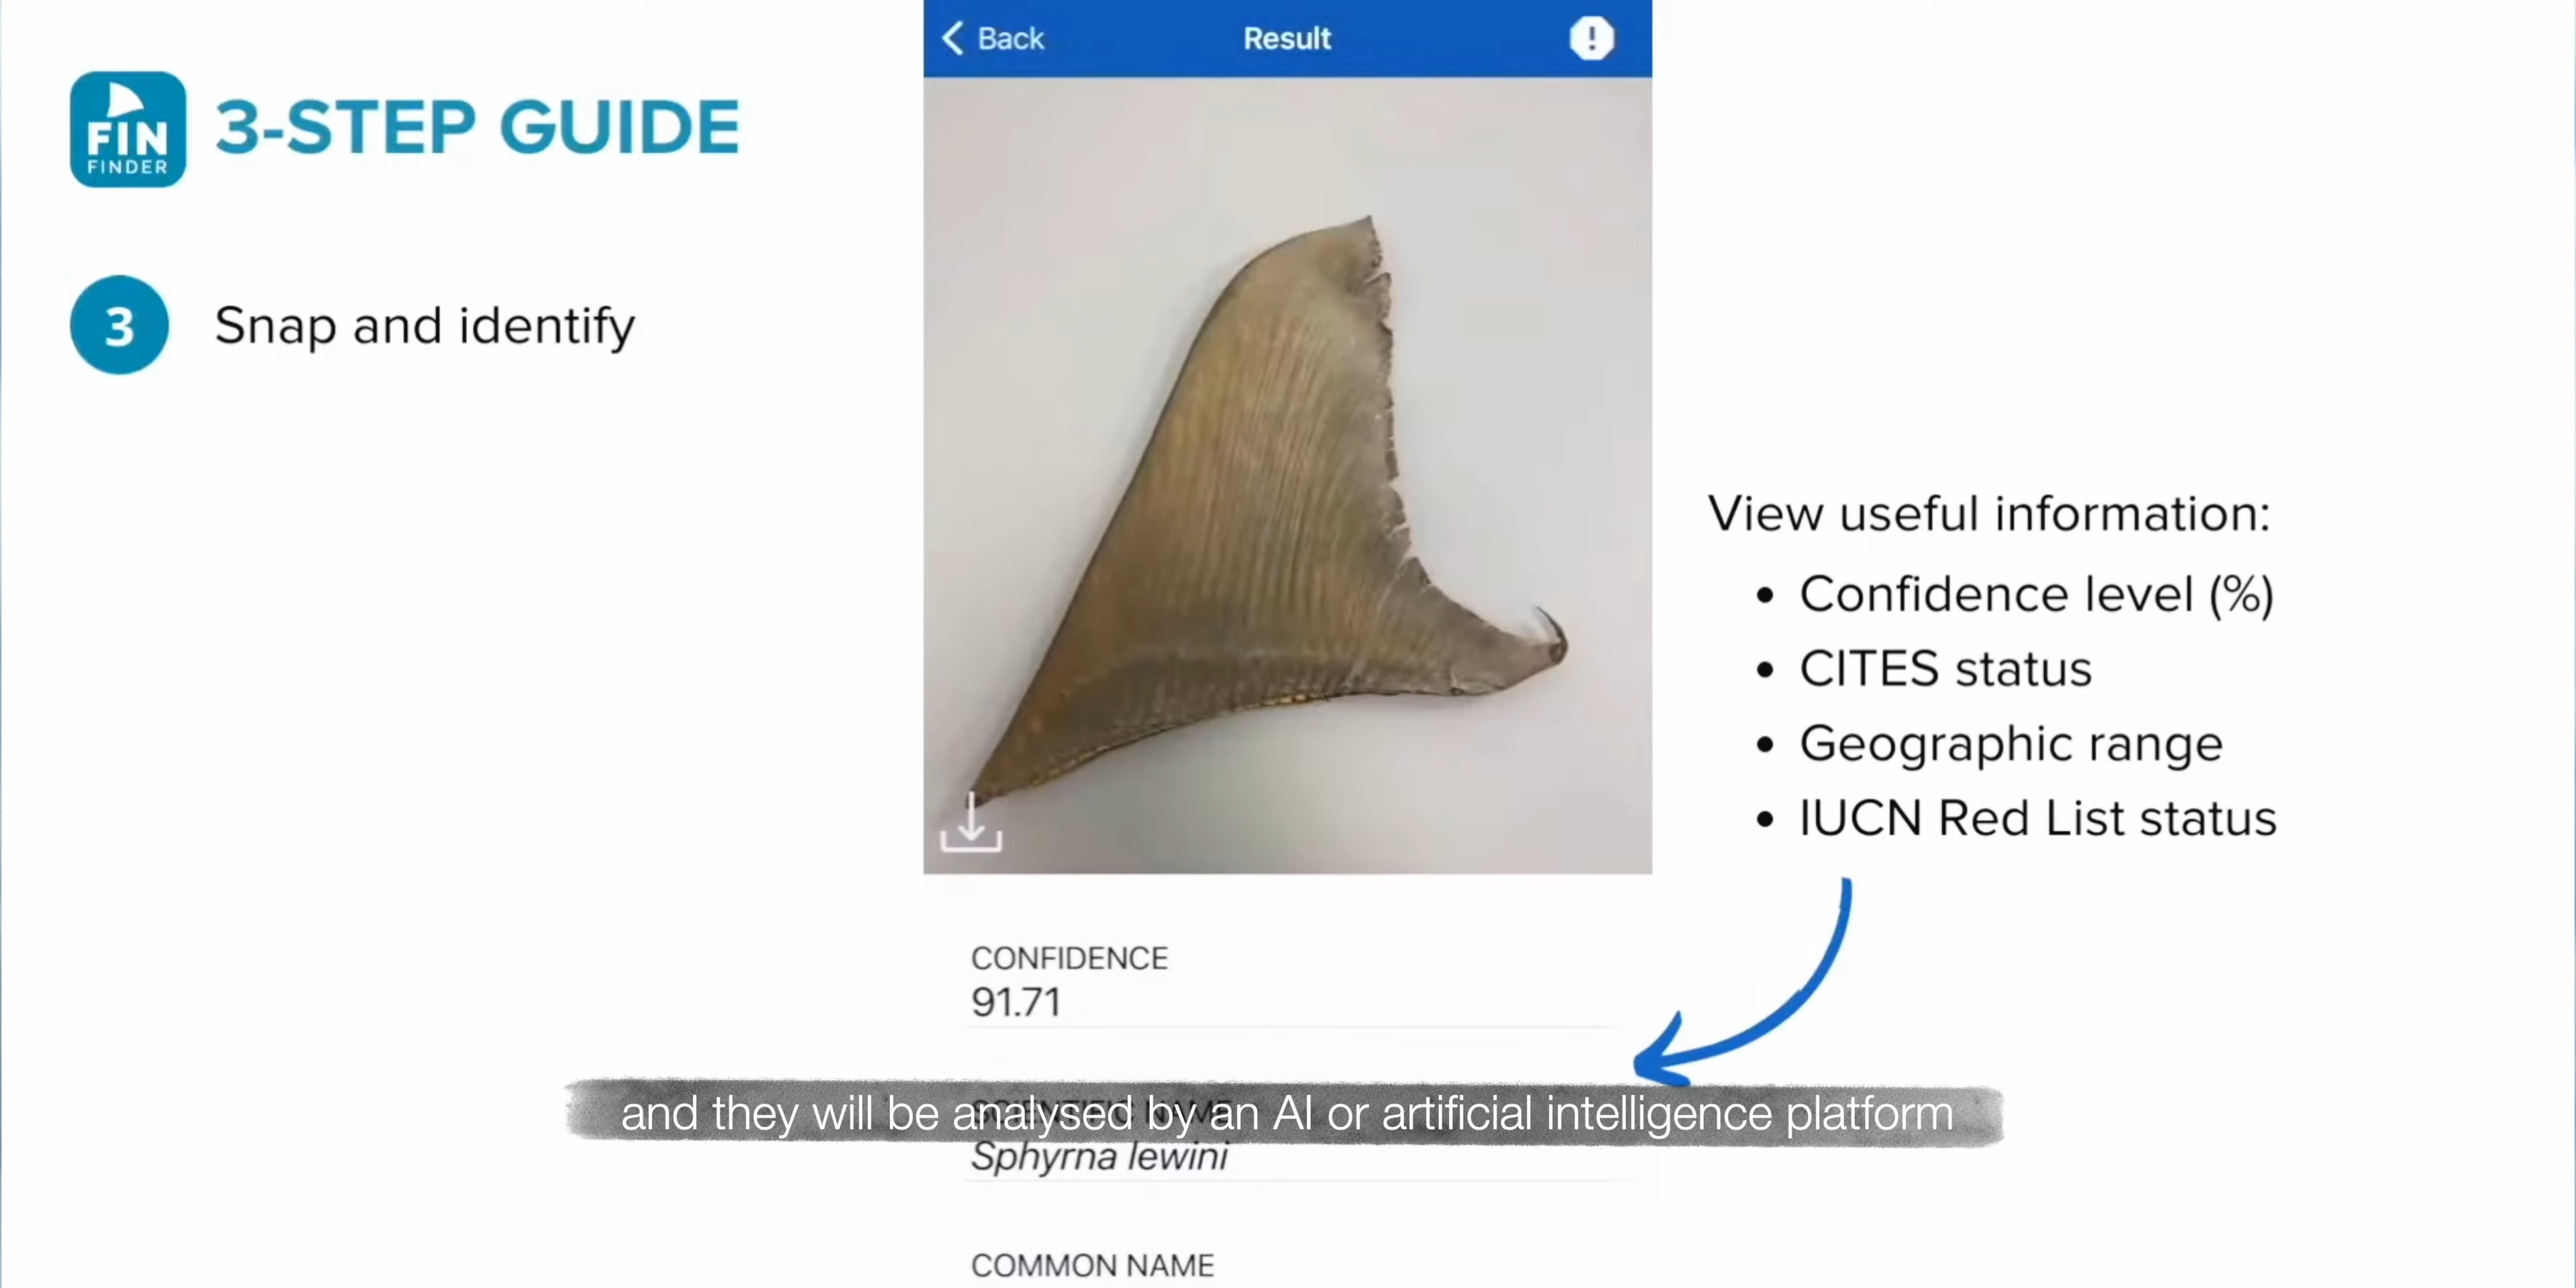 FIN
FINDER
3-STEP GUIDE
3
Snap and identify
Back
Result
!
View useful information:
• Confidence level (%)
• CITES status
• Geographic range
• IUCN Red List status
CONFIDENCE
91.71
SCIENTIFIC NAME
and they will be analysed by an AI or artificial intelligence platform
Sphyrna lewini
COMMON NAME